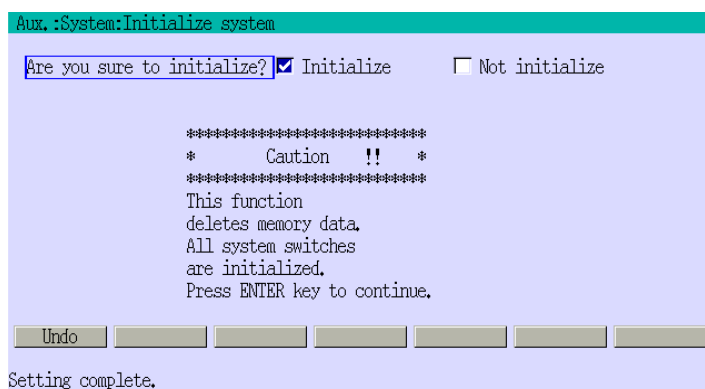 Aux.:System:Initialize system
Are you sure to initialize? Initialize Not initialize
***************************
* Caution !! *
***************************
This function
deletes memory data.
All system switches
are initialized.
Press ENTER key to continue.
Undo
Setting complete.